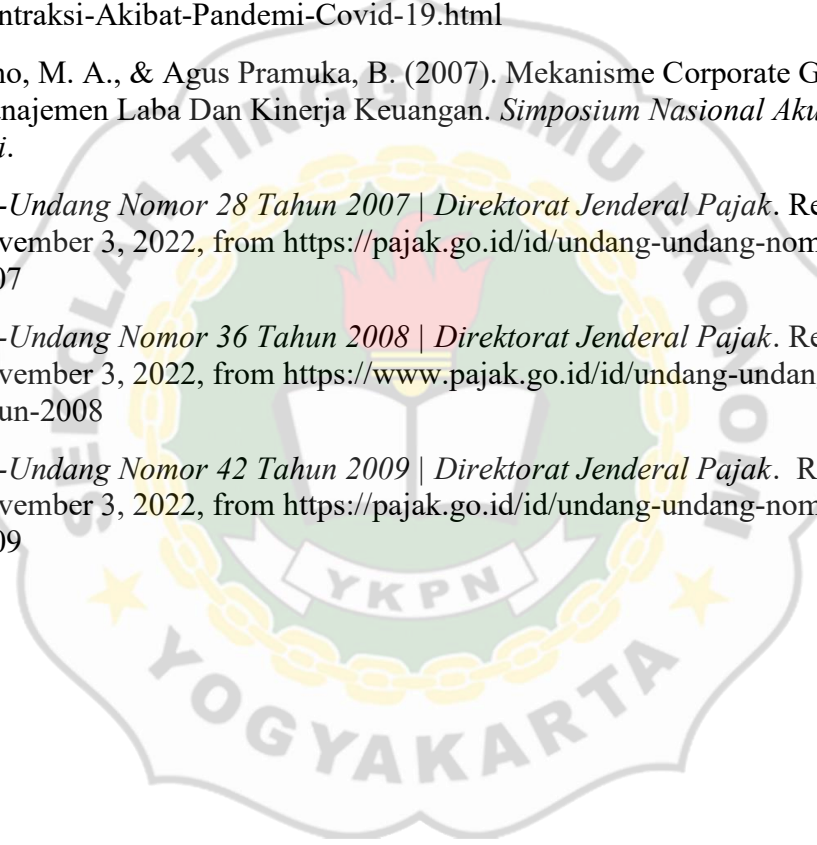 ntraksi-Akibat-Pandemi-Covid-19.html
no, M. A., & Agus Pramuka, B. (2007). Mekanisme Corporate G
najemen Laba Dan Kinerja Keuangan. Simposium Nasional Aku
i.
-Undang Nomor 28 Tahun 2007 | Direktorat Jenderal Pajak. Re
vember 3, 2022, from https://pajak.go.id/id/undang-undang-nom
07
-Undang Nomor 36 Tahun 2008 | Direktorat Jenderal Pajak. Re
vember 3, 2022, from https://www.pajak.go.id/id/undang-undan
un-2008
-Undang Nomor 42 Tahun 2009 | Direktorat Jenderal Pajak. R
vember 3, 2022, from https://pajak.go.id/id/undang-undang-nom
09
SEKOLAH TINGGI ILMU EKONOMI
YKPN
YOGYAKARTA